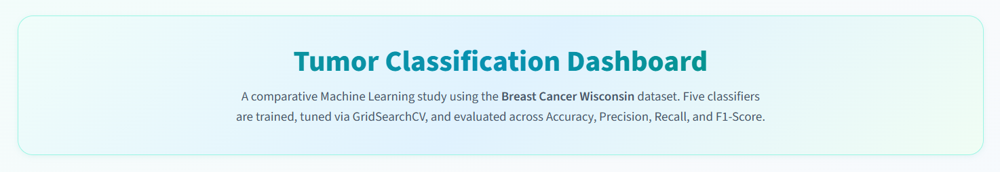 Tumor Classification Dashboard
A comparative Machine Learning study using the Breast Cancer Wisconsin dataset. Five classifiers
are trained, tuned via GridSearchCV, and evaluated across Accuracy, Precision, Recall, and F1-Score.